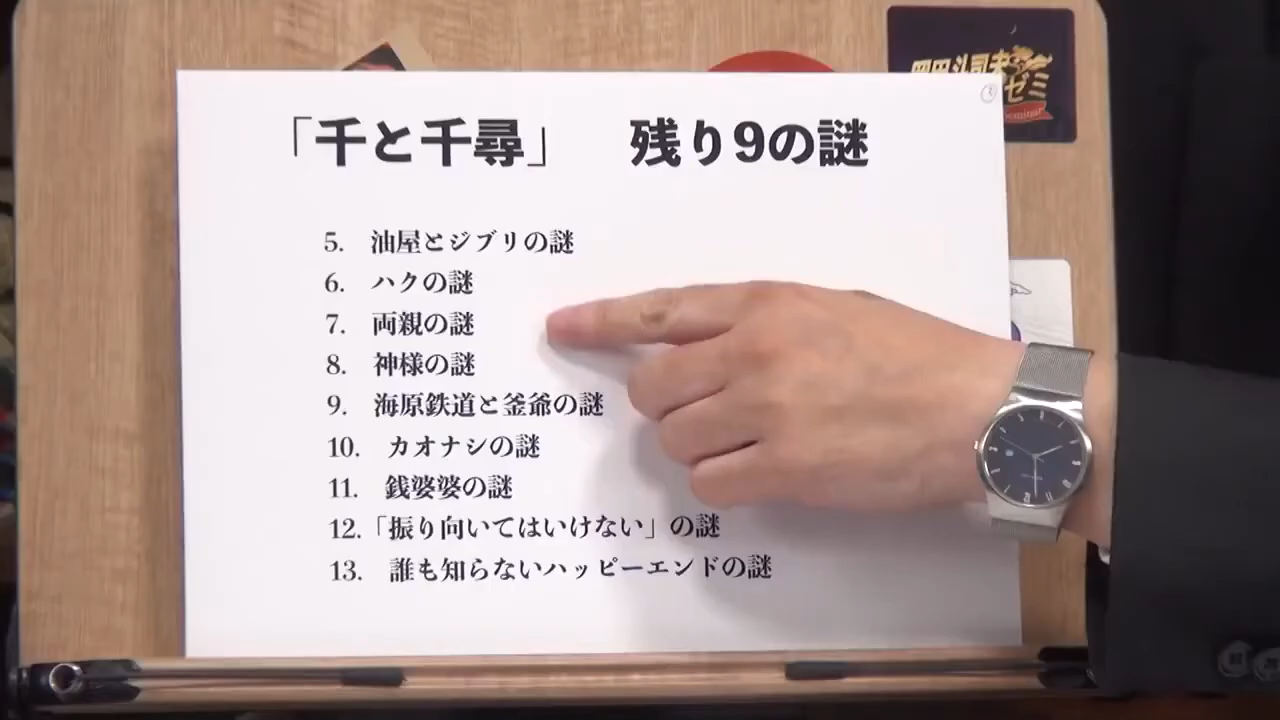 「千と千尋」 残り9の謎
5. 油屋とジブリの謎
6. ハクの謎
7. 両親の謎
8. 神様の謎
9. 海原鉄道と釜爺の謎
10. カオナシの謎
11. 銭婆婆の謎
12.「振り向いてはいけない」の謎
13. 誰も知らないハッピーエンドの謎
③
ゼミ